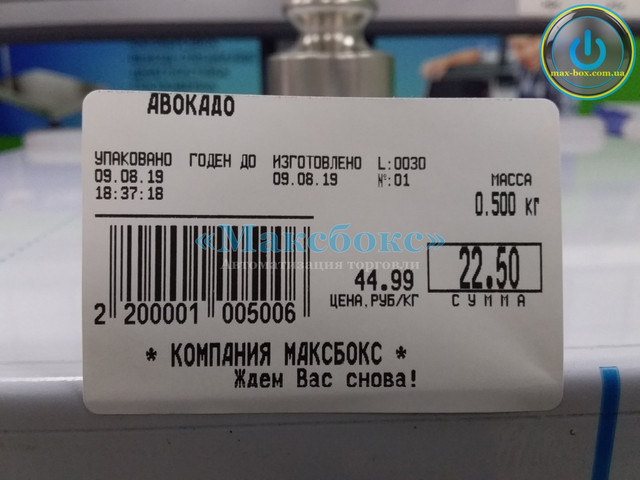 max-box.com.ua
АВОКАДО
УПАКОВАНО ГОДЕН ДО ИЗГОТОВЛЕНО L:0030
09.08.19 09.08.19 №:01
18:37:18
МАССА
0.500 КГ
«Максбокс»
Автоматизация торговли
44.99 22.50
ЦЕНА,РУБ/КГ СУММА
2 200001 005006
* КОМПАНИЯ МАКСБОКС *
Ждем Вас снова!